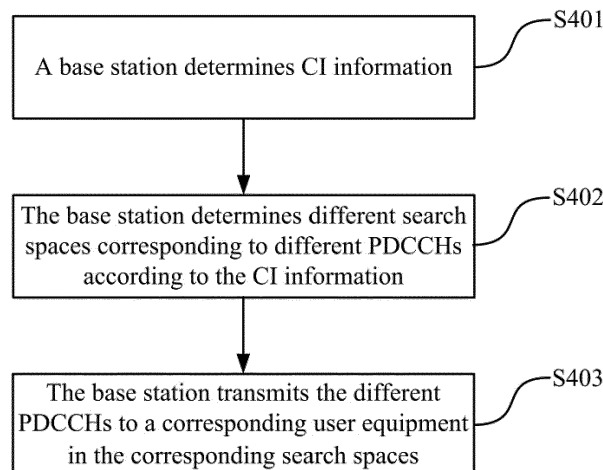 S401
A base station determines CI information
S402
The base station determines different search
spaces corresponding to different PDCCHs
according to the CI information
S403
The base station transmits the different
PDCCHs to a corresponding user equipment
in the corresponding search spaces